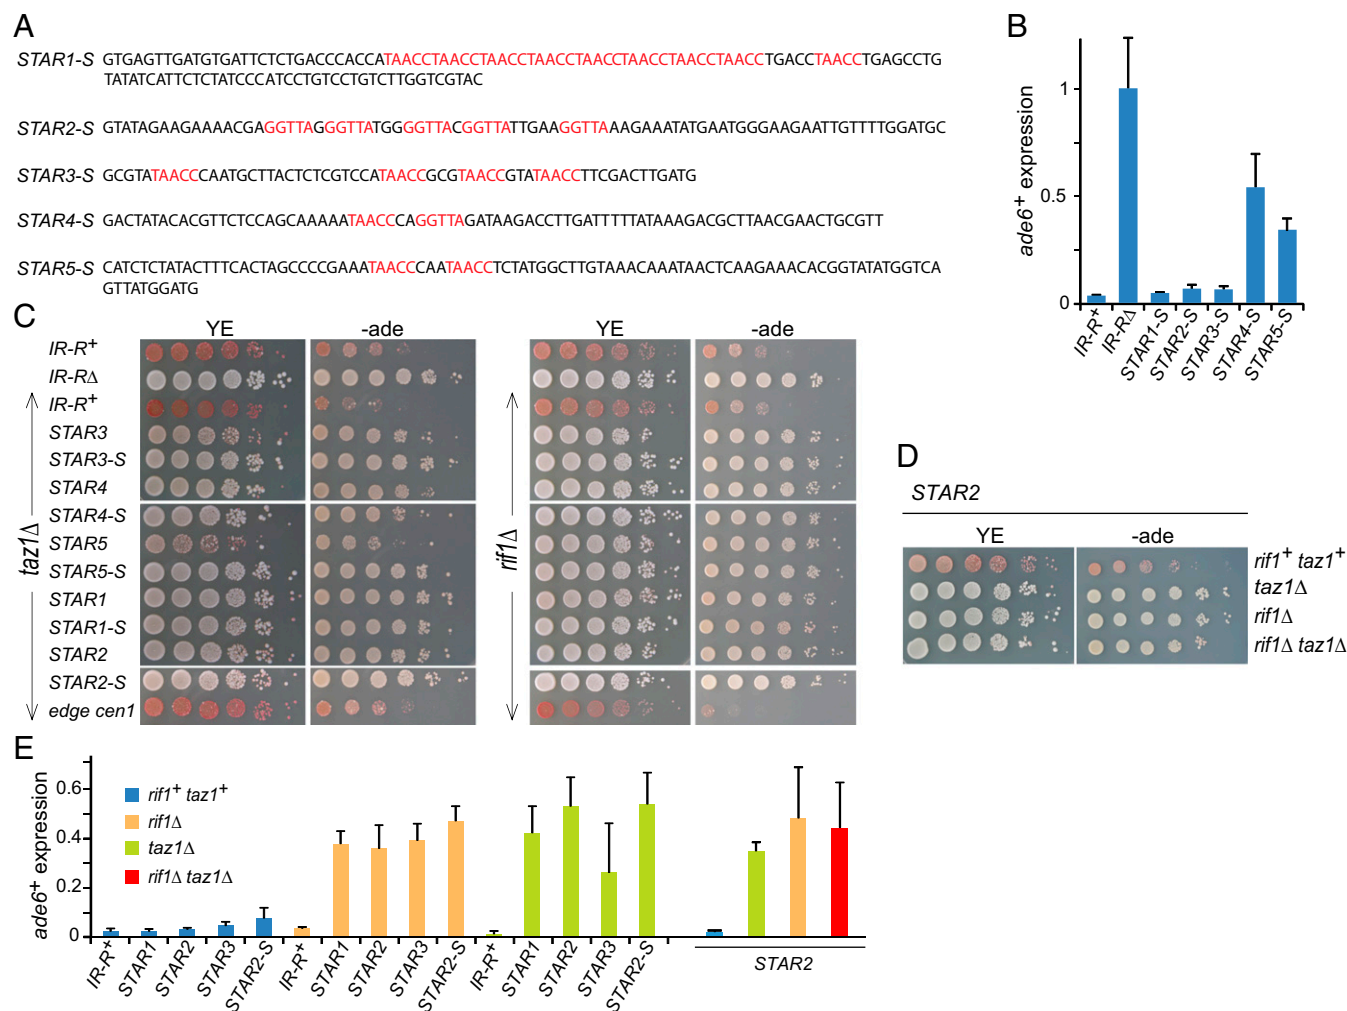 A
STAR1-S GTGAGTTGATGTGATTCTCTGACCCACCATAACCTAACCTAACCTAACCTAACCTAACCTAACCTAACCTGACCTAACCTGAGCCTG
TATATCATTCTCTATCCCATCCTGTCCTGTCTTGGTCGTAC
STAR2-S GTATAGAAGAAAACGAGGTTAGGGTTATGGGGTTACGGTTATTGAAGGTTAAAGAAATATGAATGGGAAGAATTGTTTTGGATGC
STAR3-S GCGTATAACCCAATGCTTACTCTCGTCCATAACCGCGTAACCGTATAACCTTCGACTTGATG
STAR4-S GACTATACACGTTCTCCAGCAAAAATAACCCAGGTTAGATAAGACCTTGATTTTTATAAAGACGCTTAACGAACTGCGTT
STAR5-S CATCTCTATACTTTCACTAGCCCCGAAATAACCCAATAACCTCTATGGCTTGTAAACAAATAACTCAAGAAACACGGTATATGGTCA
GTTATGGATG
B
ade6+ expression
1
0.5
0
IR-R+ IR-RΔ STAR1-S STAR2-S STAR3-S STAR4-S STAR5-S
C
YE -ade YE -ade
IR-R+
IR-RΔ
IR-R+
STAR3
STAR3-S
STAR4
STAR4-S
STAR5
STAR5-S
STAR1
STAR1-S
STAR2
STAR2-S
edge cen1
taz1Δ
rif1Δ
D
STAR2
YE -ade
rif1+ taz1+
taz1Δ
rif1Δ
rif1Δ taz1Δ
E
ade6+ expression
0.6
0.4
0.2
0
rif1+ taz1+
rif1Δ
taz1Δ
rif1Δ taz1Δ
IR-R+ STAR1 STAR2 STAR3 STAR2-S IR-R+ STAR1 STAR2 STAR3 STAR2-S IR-R+ STAR1 STAR2 STAR3 STAR2-S
STAR2